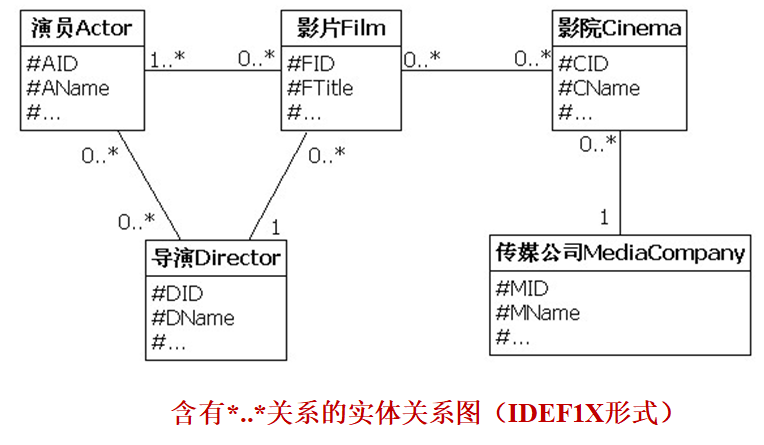 演员Actor
#AID
#AName
#...
1..*
0..*
影片Film
#FID
#FTitle
#...
0..*
0..*
影院Cinema
#CID
#CName
#...
0..*
0..*
0..*
1
0..*
1
导演Director
#DID
#DName
#...
传媒公司MediaCompany
#MID
#MName
#...
含有*..*关系的实体关系图（IDEF1X形式）